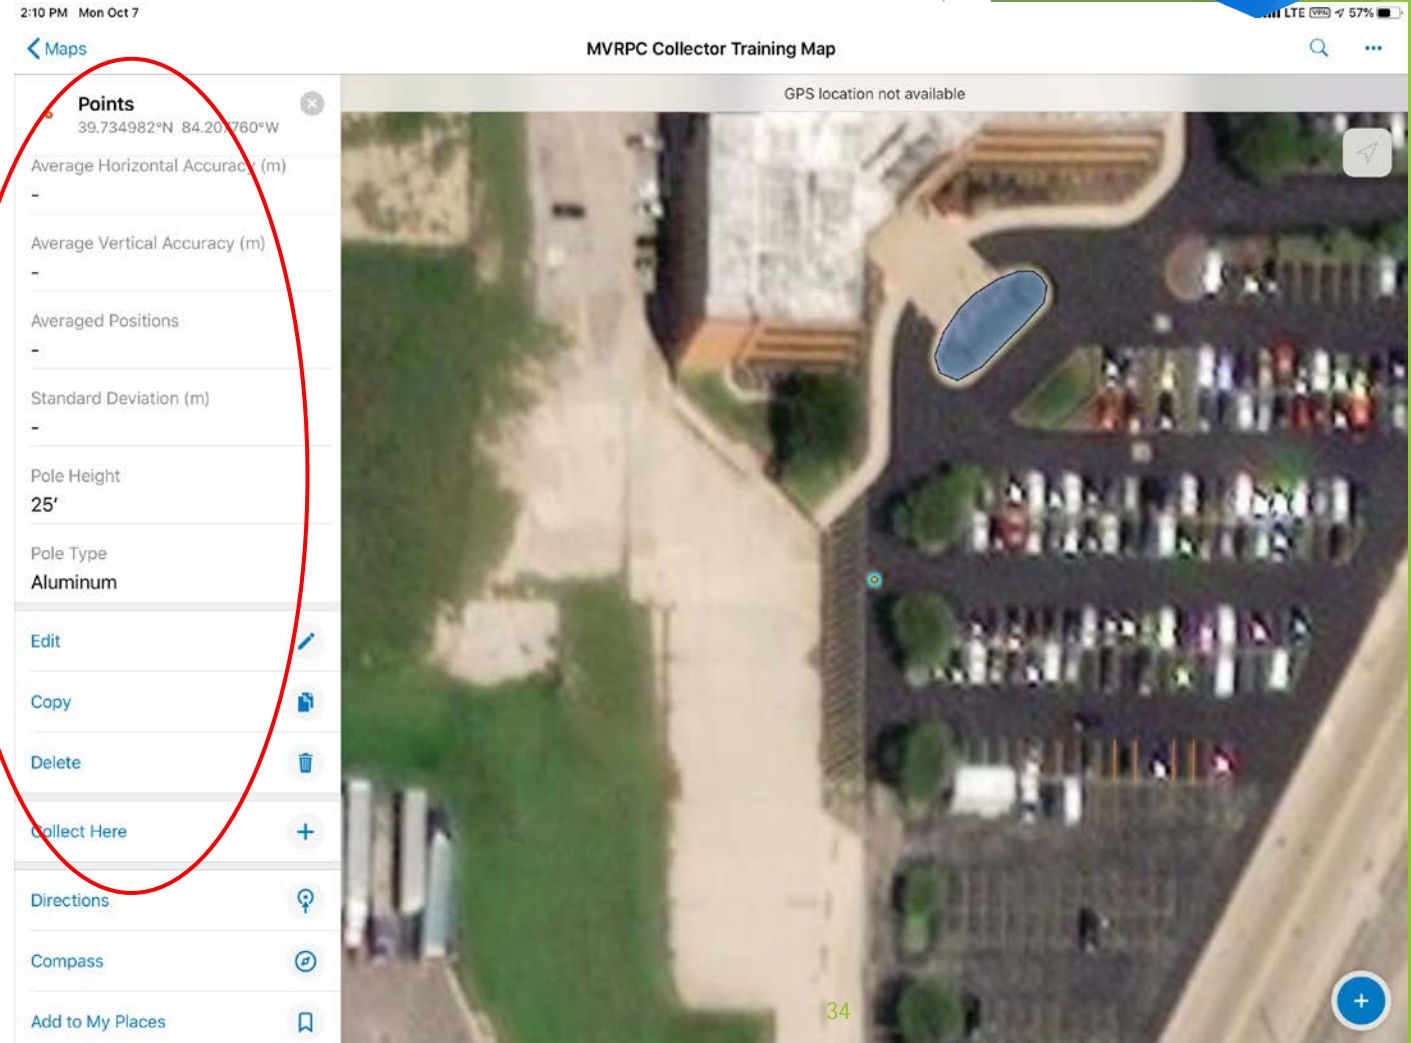 2:10 PM Mon Oct 7
LTE VPN 57%
Maps
MVRPC Collector Training Map
GPS location not available
Points
39.734982°N 84.207760°W
Average Horizontal Accuracy (m)
-
Average Vertical Accuracy (m)
-
Averaged Positions
-
Standard Deviation (m)
-
Pole Height
25′
Pole Type
Aluminum
Edit
Copy
Delete
Collect Here
Directions
Compass
Add to My Places
34